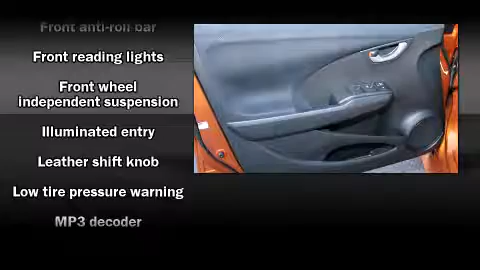 Front anti-roll bar
Front reading lights
Front wheel
independent suspension
Illuminated entry
Leather shift knob
Low tire pressure warning
MP3 decoder